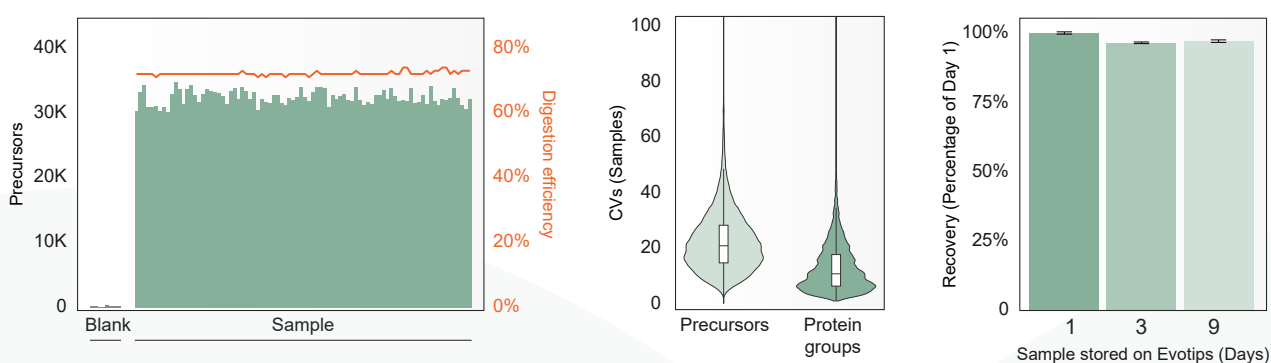 40K
30K
20K
10K
0
Precursors
80%
60%
40%
20%
0%
Digestion efficiency
Blank
Sample
100
80
60
40
20
0
CVs (Samples)
Precursors
Protein
groups
100%
75%
50%
25%
0
Recovery (Percentage of Day 1)
1
3
9
Sample stored on Evotips (Days)